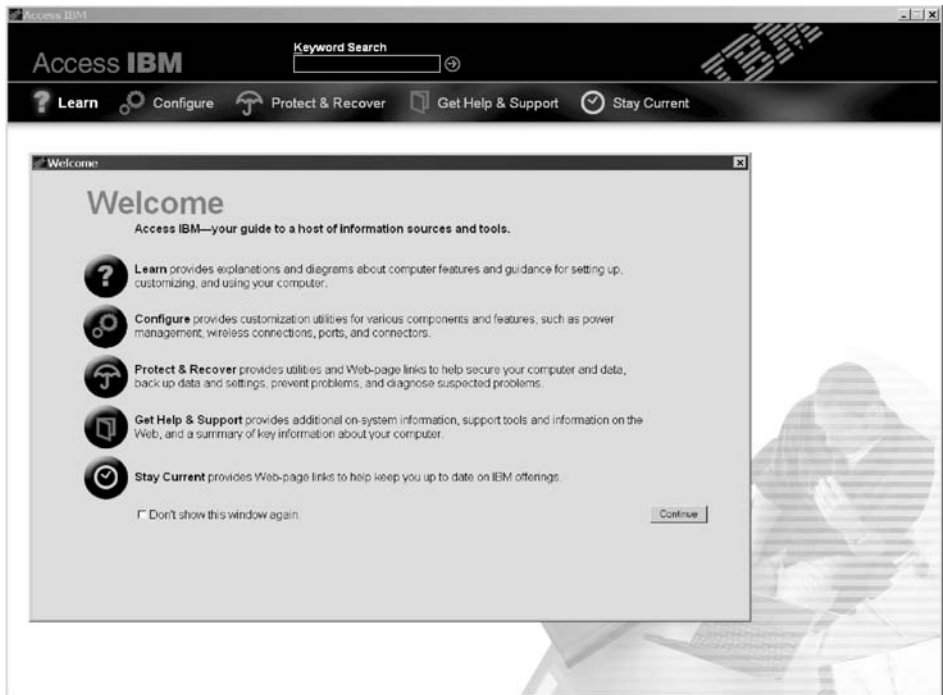 Access IBM
Keyword Search
Access IBM
IBM
Learn
Configure
Protect & Recover
Get Help & Support
Stay Current
Welcome
Welcome
Access IBM—your guide to a host of information sources and tools.
Learn provides explanations and diagrams about computer features and guidance for setting up,
customizing, and using your computer.
Configure provides customization utilities for various components and features, such as power
management, wireless connections, ports, and connectors.
Protect & Recover provides utilities and Web-page links to help secure your computer and data,
back up data and settings, prevent problems, and diagnose suspected problems.
Get Help & Support provides additional on-system information, support tools and information on the
Web, and a summary of key information about your computer.
Stay Current provides Web-page links to help keep you up to date on IBM offerings.
Don't show this window again.
Continue